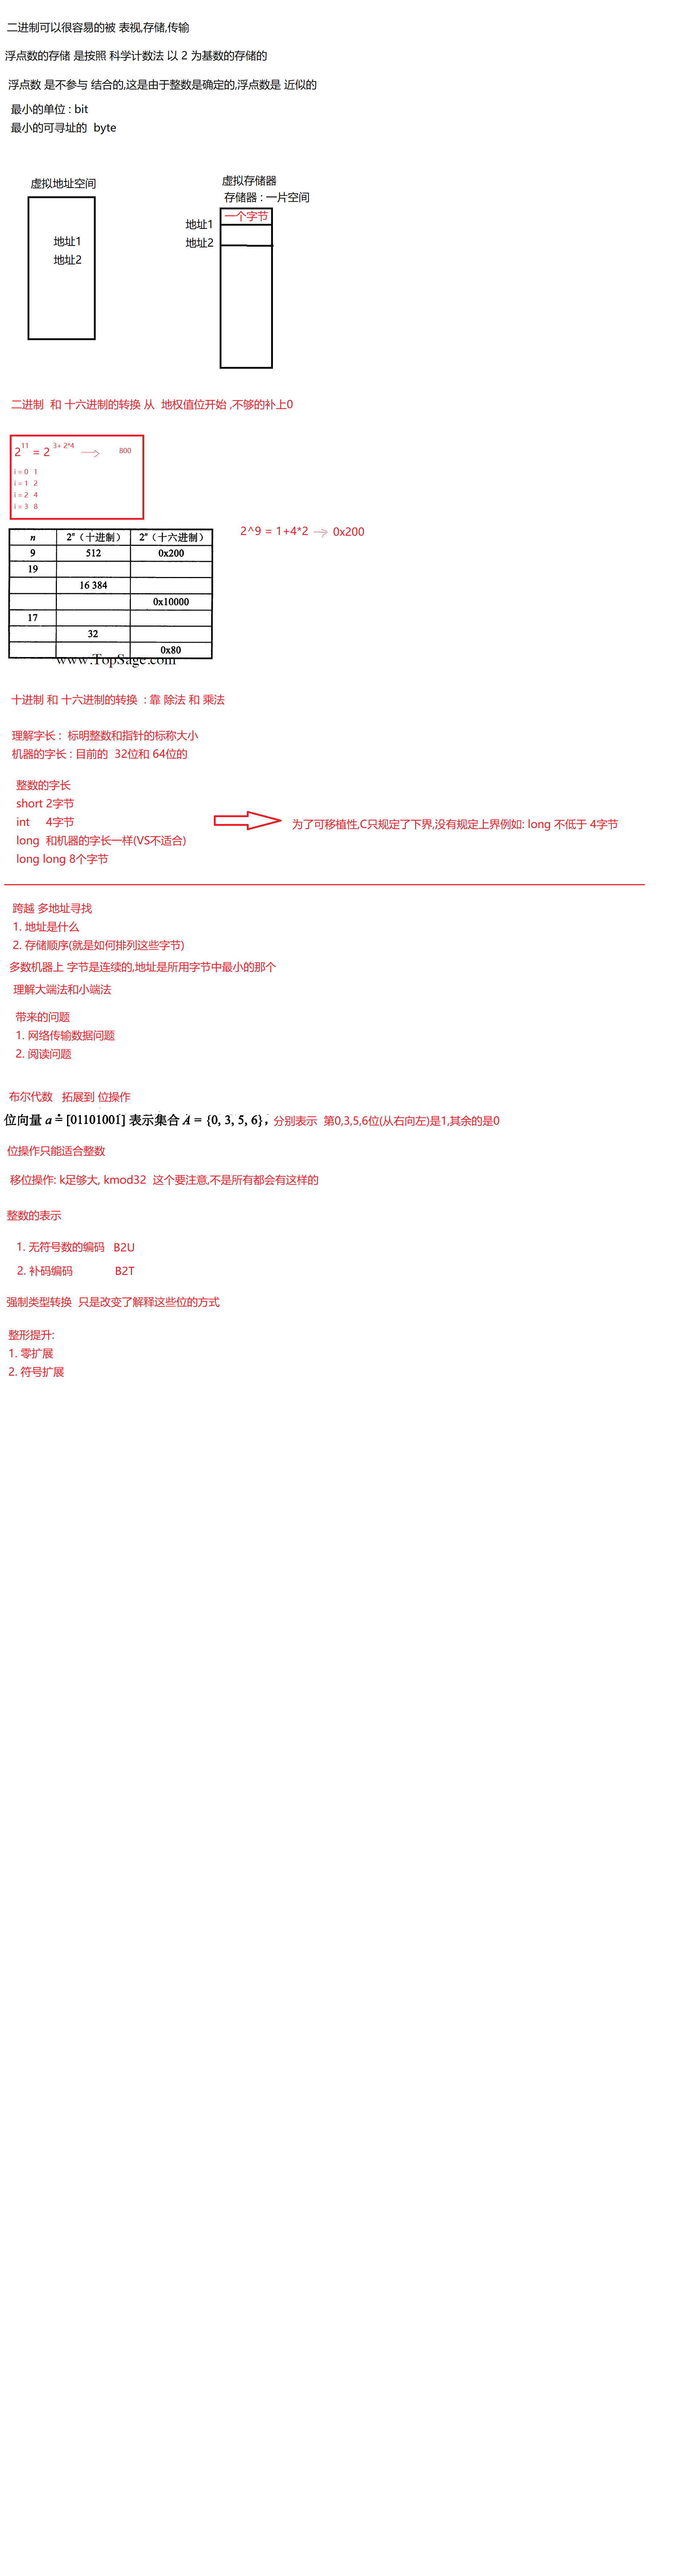 二进制可以很容易的被 表视,存储,传输
浮点数的存储 是按照 科学计数法 以 2 为基数的存储的
浮点数 是不参与 结合的,这是由于整数是确定的,浮点数是 近似的
最小的单位 : bit
最小的可寻址的 byte
虚拟地址空间
地址1
地址2
虚拟存储器
存储器 : 一片空间
一个字节
地址1
地址2
二进制 和 十六进制的转换 从 地权值位开始 ,不够的补上0
2^11 = 2^3+ 2*4 → 800
i = 0 1
i = 1 2
i = 2 4
i = 3 8
2^9 = 1+4*2 → 0x200
n 2ⁿ（十进制） 2ⁿ（十六进制）
9 512 0x200
19
16 384
0x10000
17
32
0x80
www.TopSage.com
十进制 和 十六进制的转换 : 靠 除法 和 乘法
理解字长 : 标明整数和指针的标称大小
机器的字长 : 目前的 32位和 64位的
整数的字长
short 2字节
int 4字节
long 和机器的字长一样(VS不适合)
long long 8个字节
为了可移植性,C只规定了下界,没有规定上界例如: long 不低于 4字节
跨越 多地址寻找
1. 地址是什么
2. 存储顺序(就是如何排列这些字节)
多数机器上 字节是连续的,地址是所用字节中最小的那个
理解大端法和小端法
带来的问题
1. 网络传输数据问题
2. 阅读问题
布尔代数 拓展到 位操作
位向量 a = [01101001] 表示集合 A = {0, 3, 5, 6}, 分别表示 第0,3,5,6位(从右向左)是1,其余的是0
位操作只能适合整数
移位操作: k足够大, kmod32 这个要注意,不是所有都会有这样的
整数的表示
1. 无符号数的编码 B2U
2. 补码编码 B2T
强制类型转换 只是改变了解释这些位的方式
整形提升:
1. 零扩展
2. 符号扩展